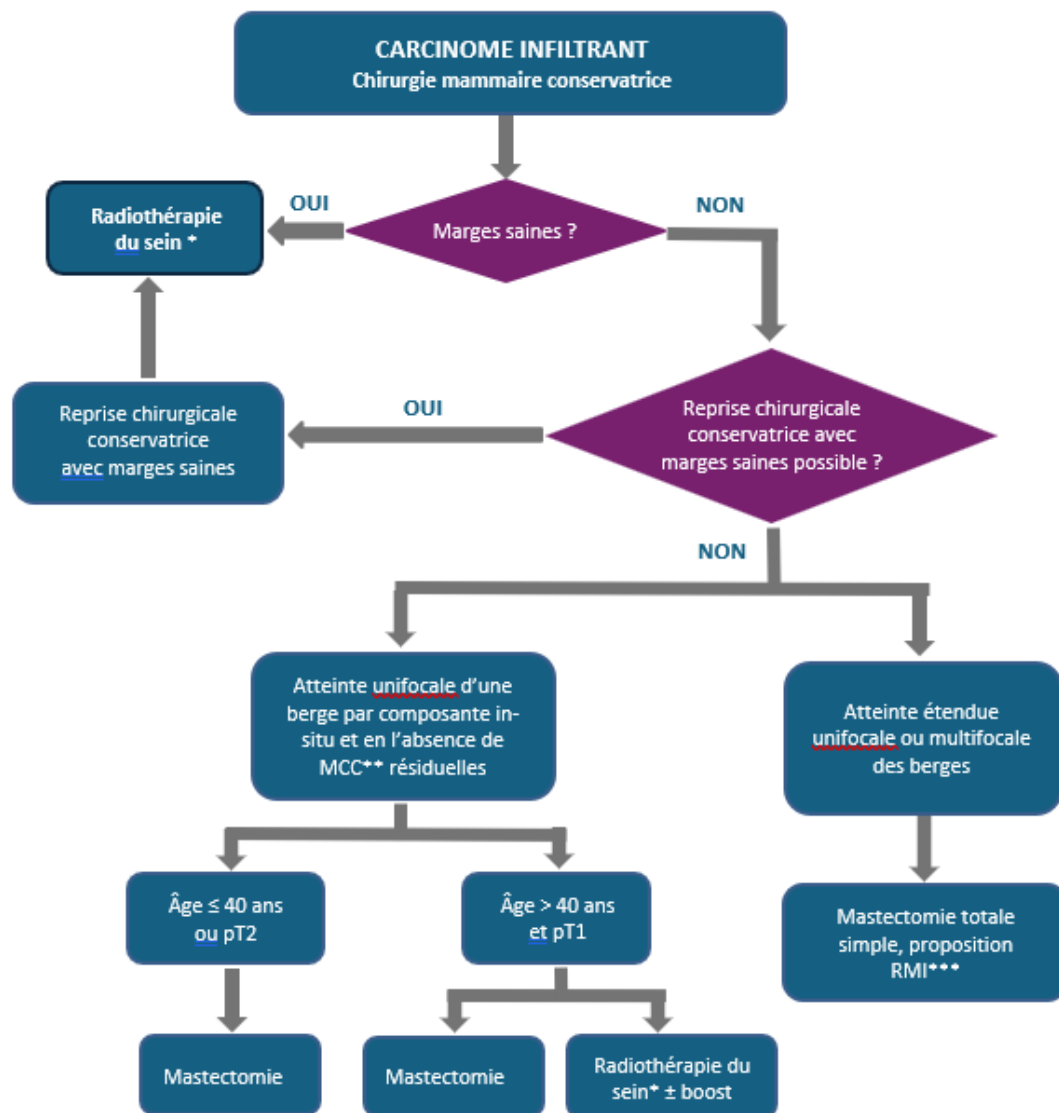 CARCINOME INFILTRANT
Chirurgie mammaire conservatrice
OUI
NON
Radiothérapie
du sein *
Marges saines ?
Reprise chirurgicale
conservatrice
avec marges saines
OUI
Reprise chirurgicale
conservatrice avec
marges saines possible ?
NON
Atteinte unifocale d'une
berge par composante in-
situ et en l'absence de
MCC** résiduelles
Atteinte étendue
unifocale ou multifocale
des berges
Âge ≤ 40 ans
ou pT2
Âge > 40 ans
et pT1
Mastectomie totale
simple, proposition
RMI***
Mastectomie
Mastectomie
Radiothérapie du
sein* ± boost